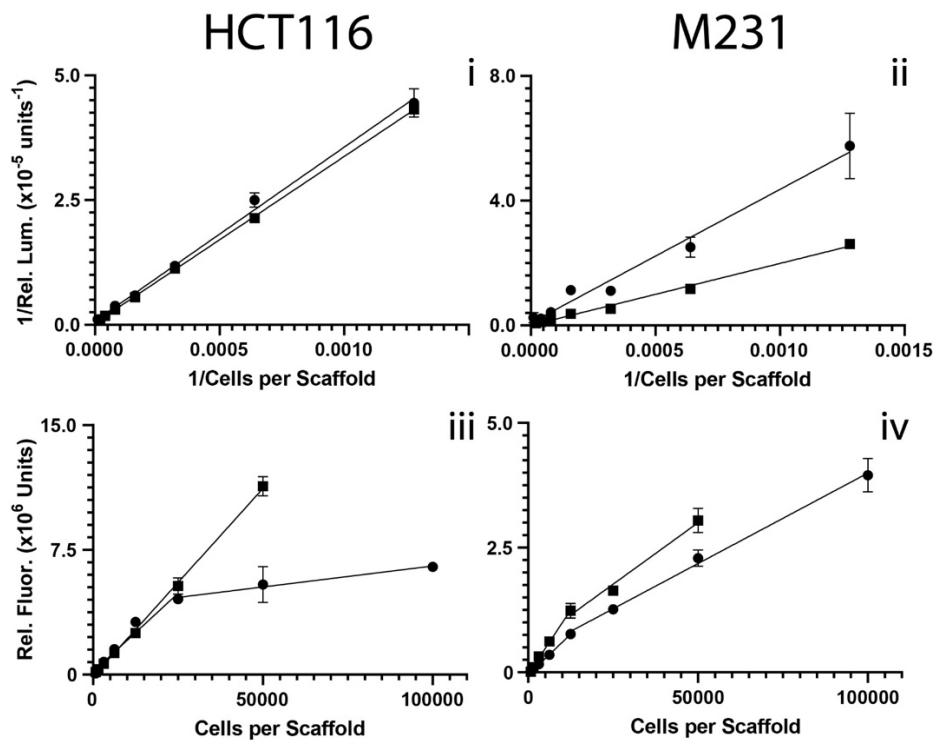 HCT116
M231
i
ii
1/Rel. Lum. (x10⁻⁵ units⁻¹)
5.0
2.5
0.0
0.0000
0.0005
0.0010
1/Cells per Scaffold
8.0
4.0
0.0
0.0000
0.0005
0.0010
0.0015
1/Cells per Scaffold
iii
iv
Rel. Fluor. (x10⁶ Units)
15.0
7.5
0
50000
100000
Cells per Scaffold
5.0
2.5
0
50000
100000
Cells per Scaffold